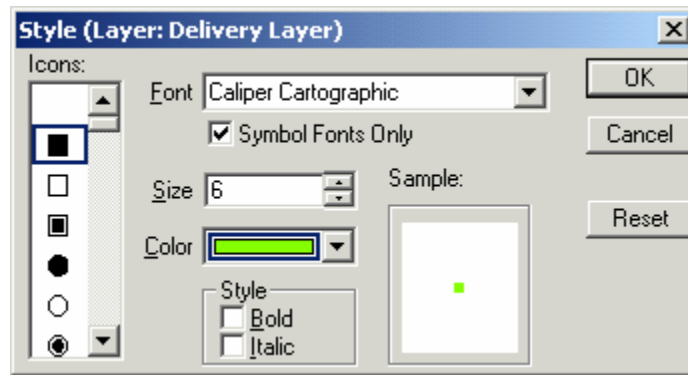 Style (Layer: Delivery Layer)
Icons:
Font Caliper Cartographic
OK
Symbol Fonts Only
Cancel
Size 6
Sample:
Reset
Color
Style
Bold
Italic